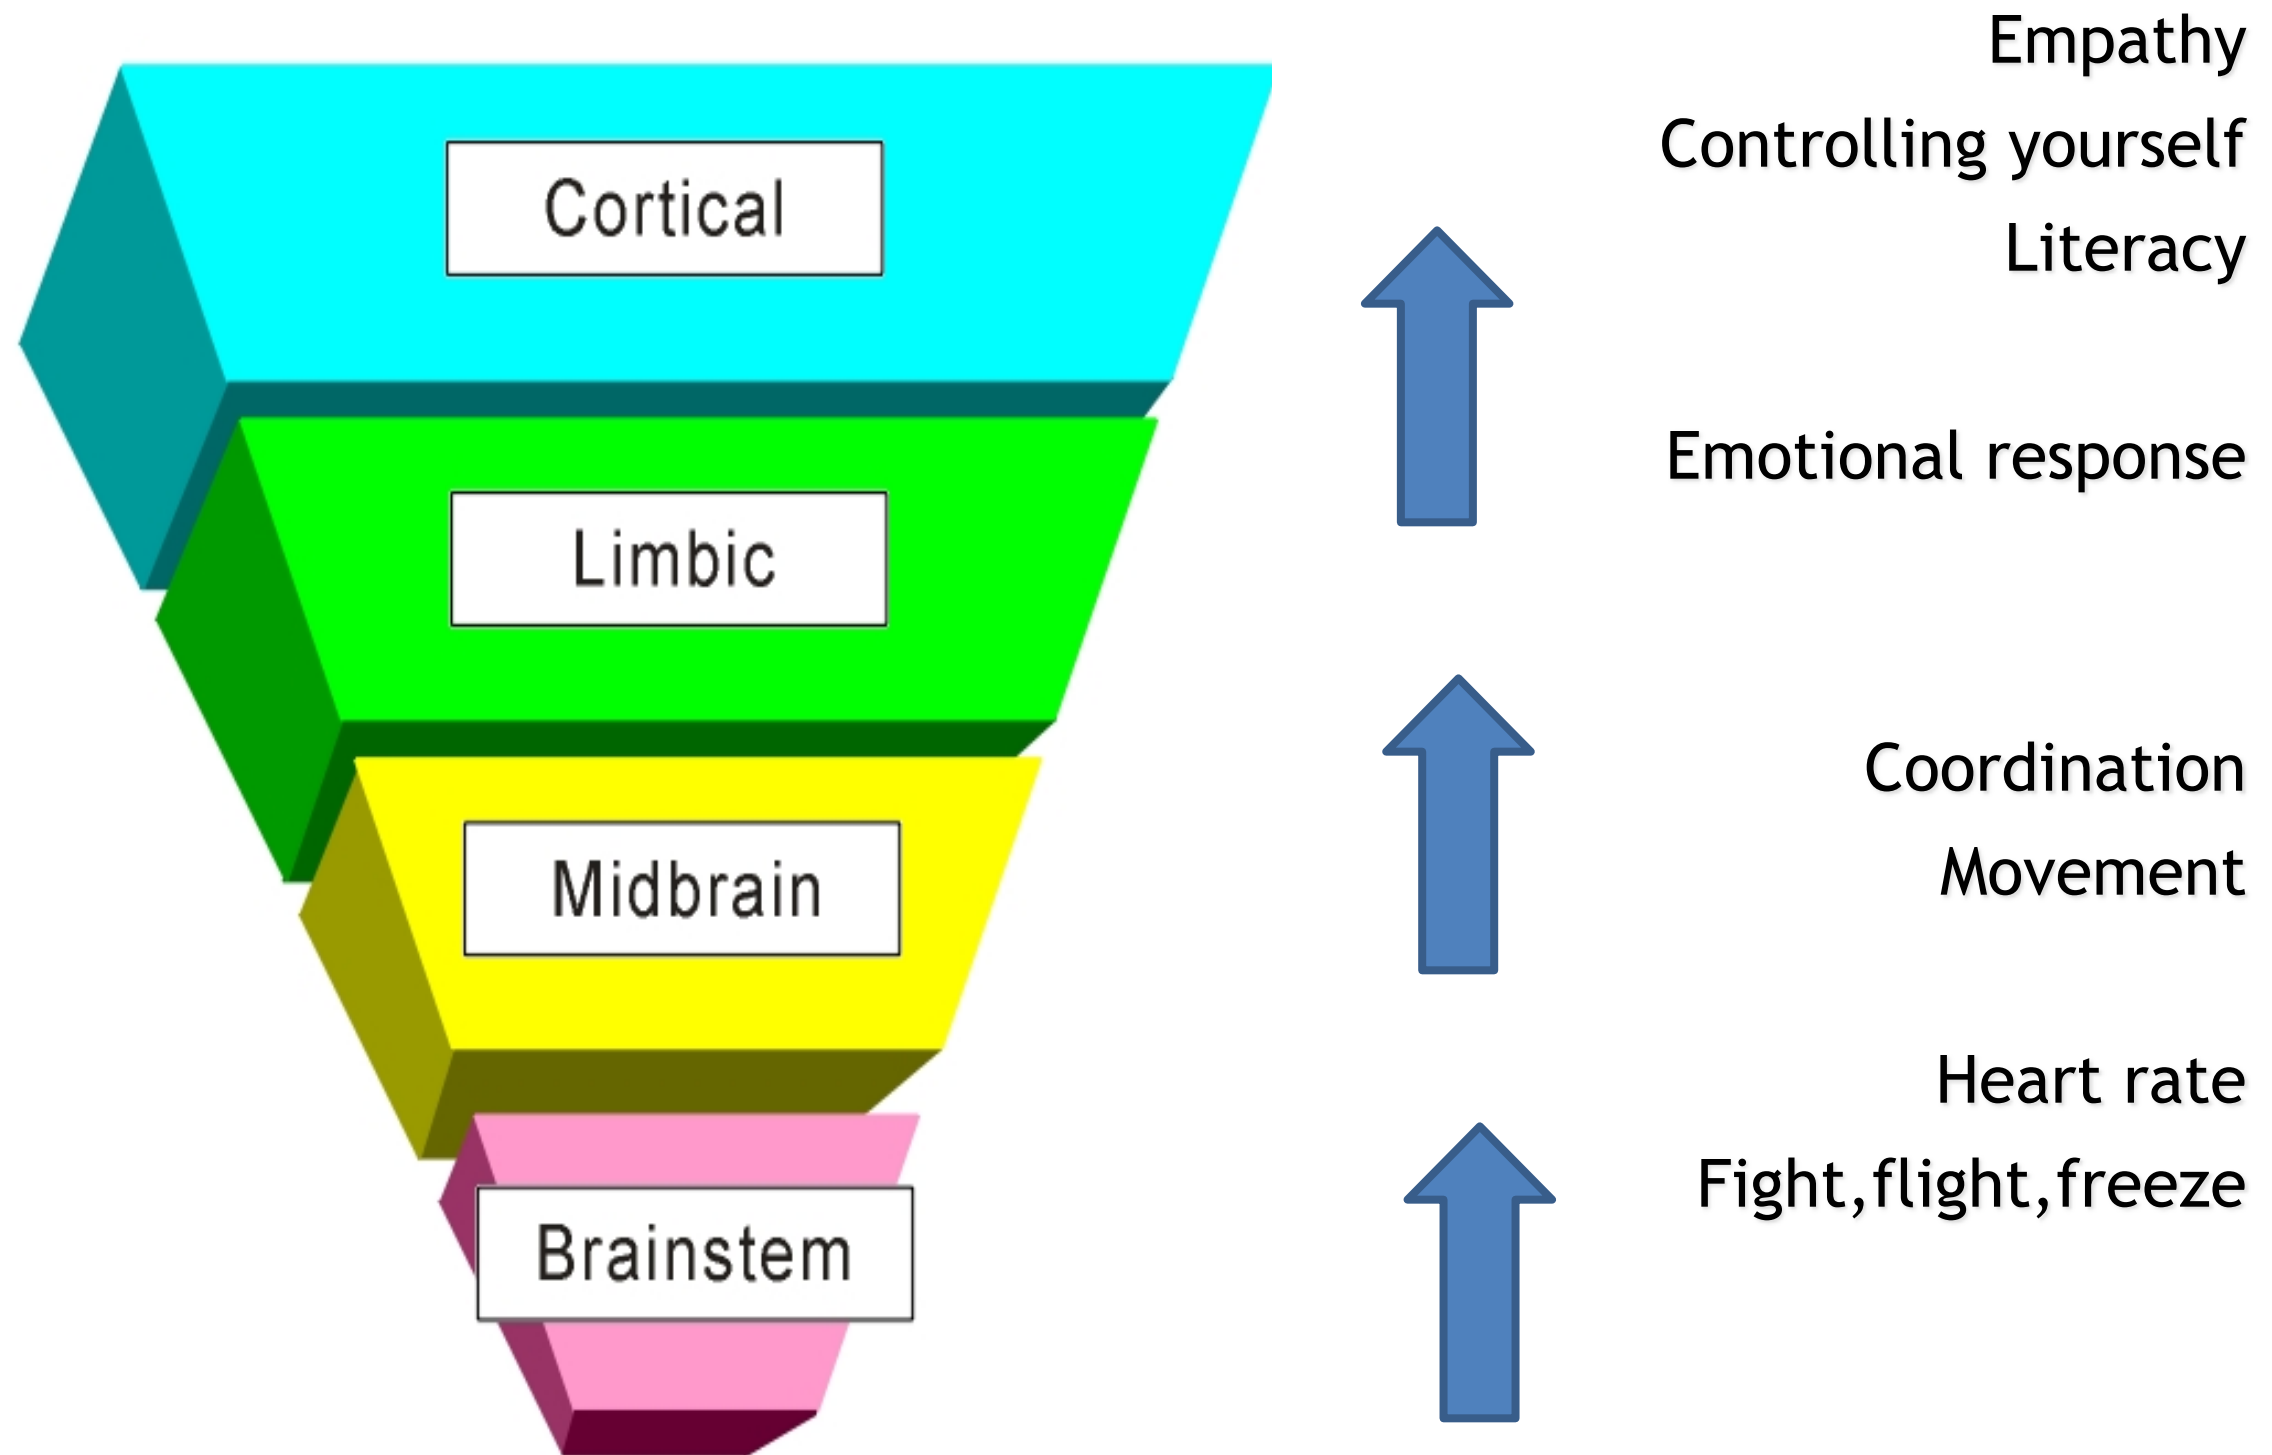 Empathy
Controlling yourself
Cortical
Literacy
Emotional response
Limbic
Coordination
Midbrain
Movement
Heart rate
Fight,flight,freeze
Brainstem